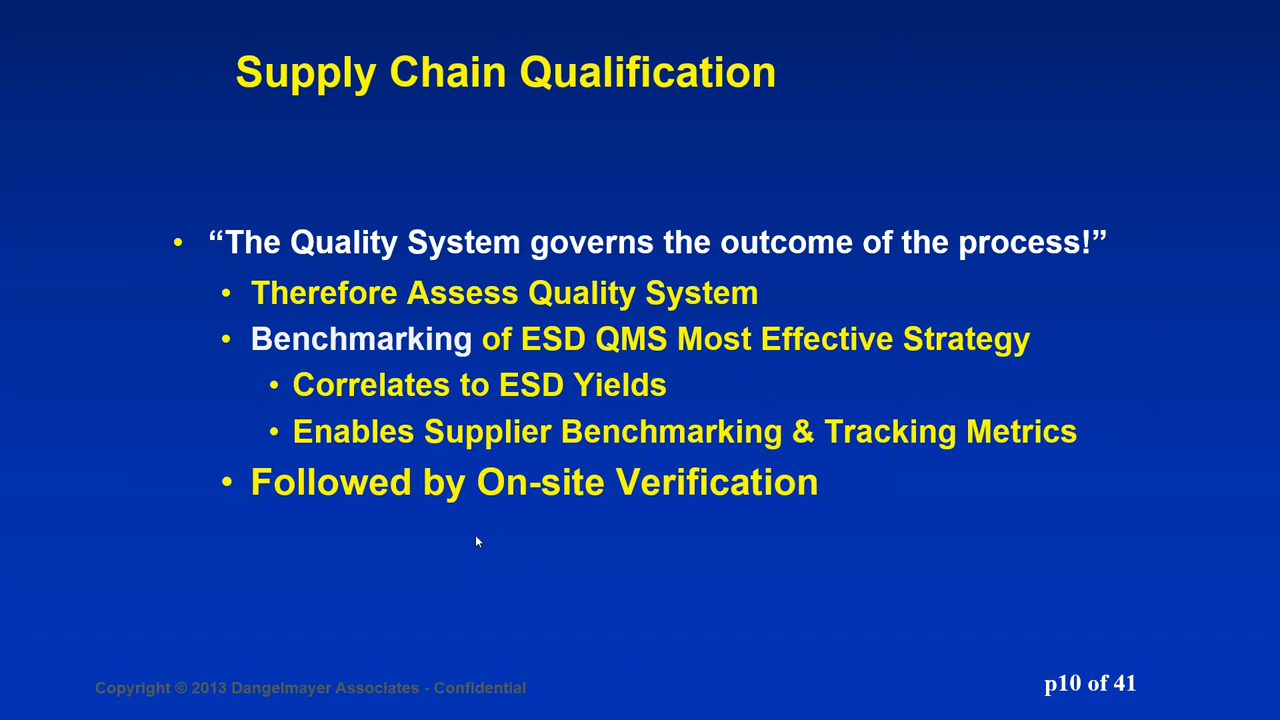 Supply Chain Qualification
• “The Quality System governs the outcome of the process!”
• Therefore Assess Quality System
• Benchmarking of ESD QMS Most Effective Strategy
• Correlates to ESD Yields
• Enables Supplier Benchmarking & Tracking Metrics
• Followed by On-site Verification
Copyright © 2013 Dangelmayer Associates - Confidential
p10 of 41